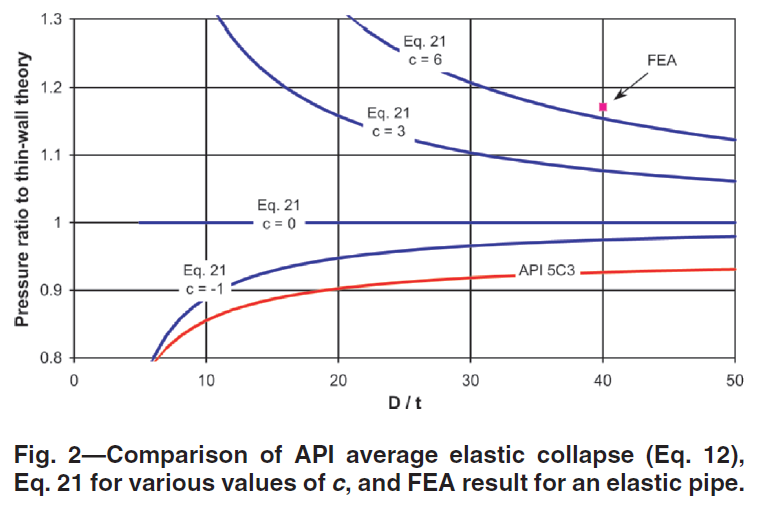 1.3
Eq. 21
c = 6
FEA
1.2
Eq. 21
c = 3
1.1
Eq. 21
c = 0
1
Eq. 21
c = -1
API 5C3
0.9
0.8
0
10
20
30
40
50
D / t
Pressure ratio to thin-wall theory
Fig. 2—Comparison of API average elastic collapse (Eq. 12),
Eq. 21 for various values of c, and FEA result for an elastic pipe.